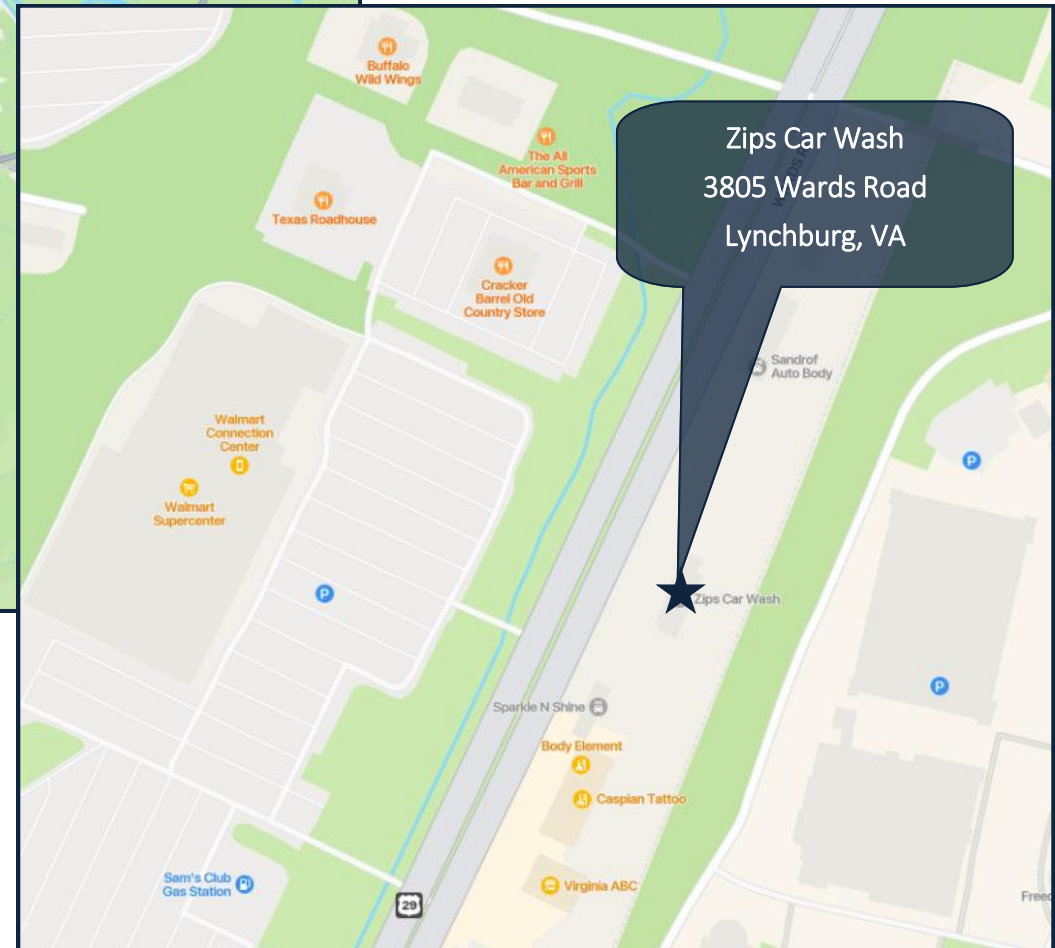 Buffalo
Wild Wings
The All
American Sports
Bar and Grill
Texas Roadhouse
Cracker
Barrel Old
Country Store
Zips Car Wash
3805 Wards Road
Lynchburg, VA
Sandrof
Auto Body
Walmart
Connection
Center
Walmart
Supercenter
P
P
Zips Car Wash
P
Sparkle N Shine
Body Element
Caspian Tattoo
Sam's Club
Gas Station
Virginia ABC
29